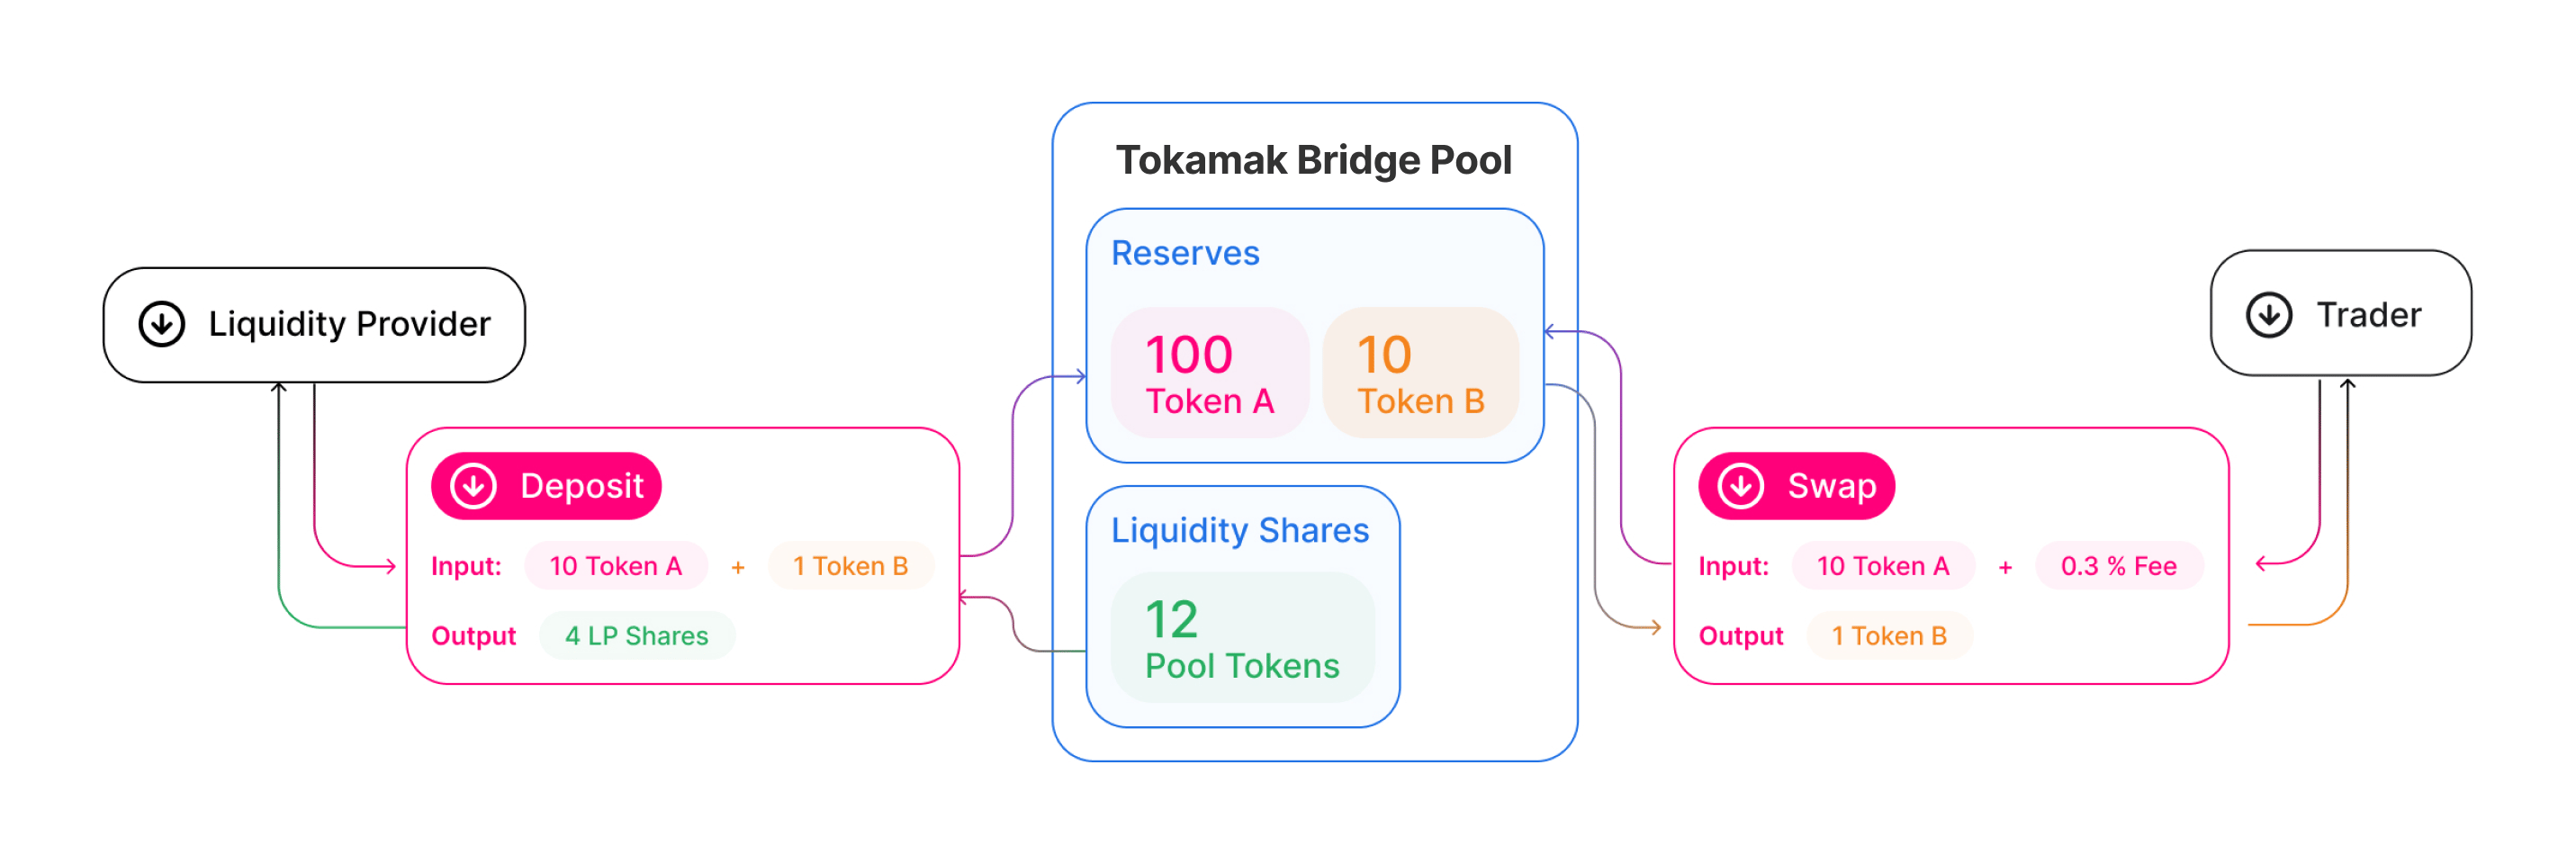 Tokamak Bridge Pool
Reserves
100
Token A
10
Token B
Liquidity Shares
12
Pool Tokens
Liquidity Provider
Deposit
Input: 10 Token A + 1 Token B
Output 4 LP Shares
Trader
Swap
Input: 10 Token A + 0.3 % Fee
Output 1 Token B